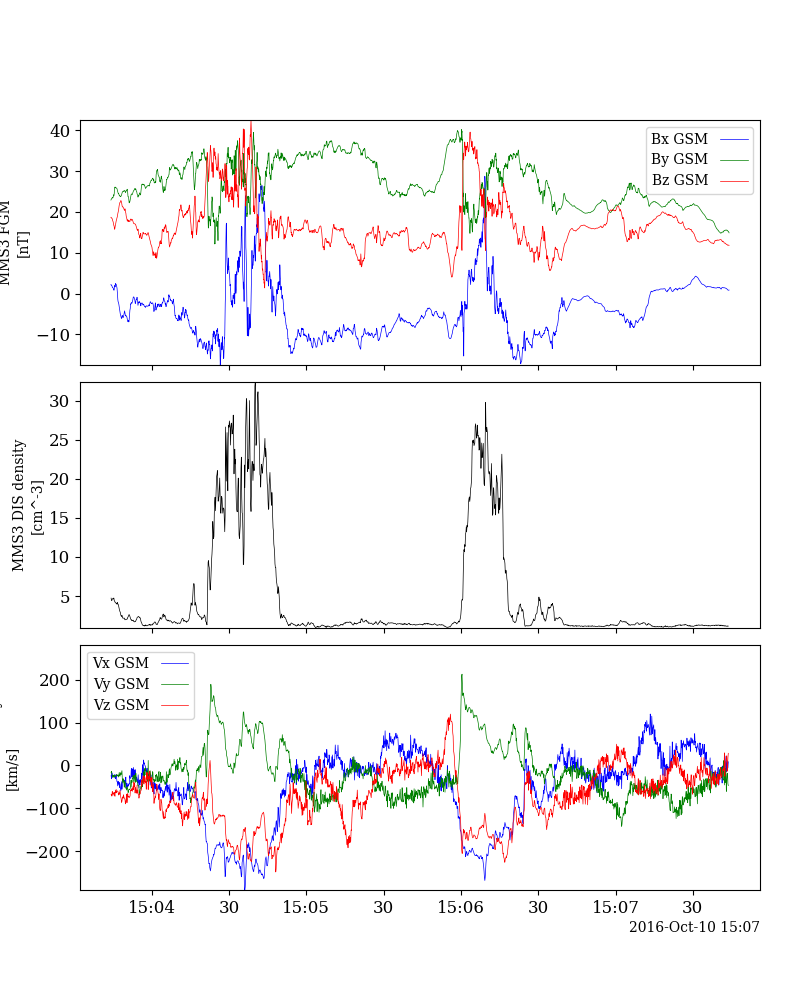 40
30
20
10
0
−10
MMS3 FGM
[nT]
Bx GSM
By GSM
Bz GSM
30
25
20
15
10
5
MMS3 DIS density
[cm^-3]
200
100
0
−100
−200
[km/s]
Vx GSM
Vy GSM
Vz GSM
15:04
30
15:05
30
15:06
30
15:07
30
2016-Oct-10 15:07